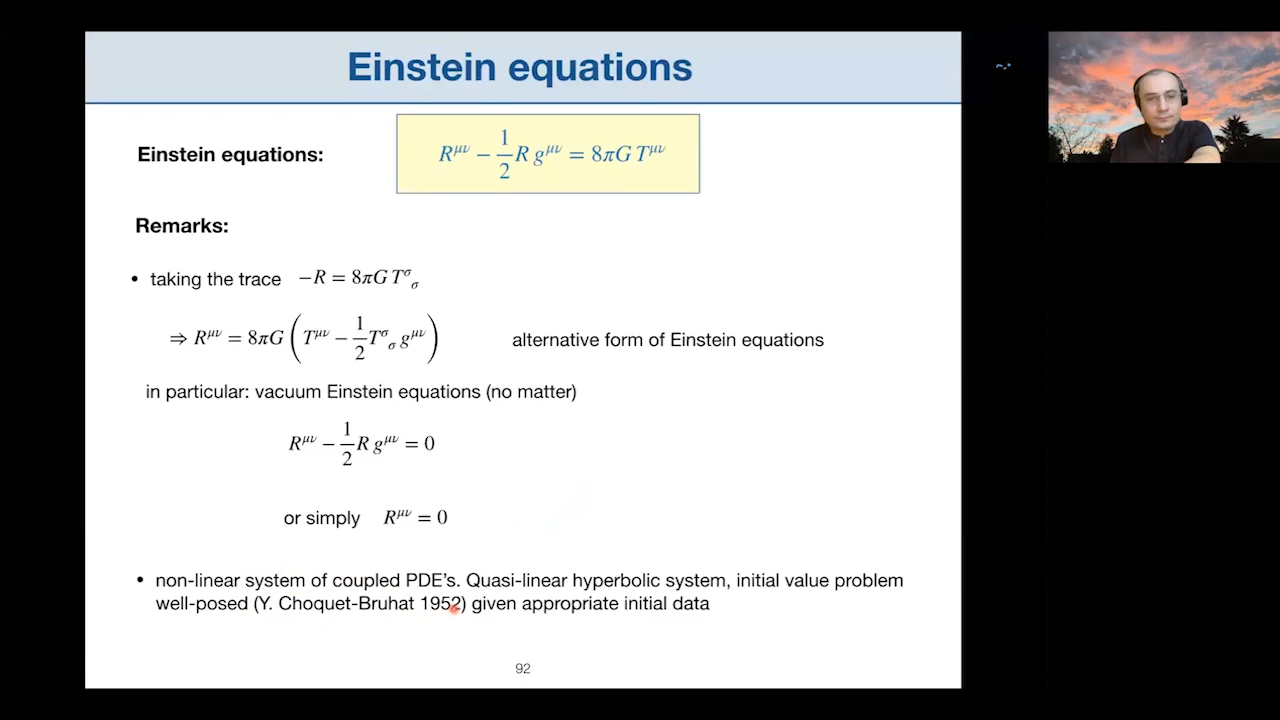 Einstein equations
Einstein equations: R^{μν} − \frac{1}{2} R g^{μν} = 8πG T^{μν}
Remarks:
• taking the trace −R = 8πG T^σ_σ
⇒ R^{μν} = 8πG ( T^{μν} − \frac{1}{2} T^σ_σ g^{μν} ) alternative form of Einstein equations
in particular: vacuum Einstein equations (no matter)
R^{μν} − \frac{1}{2} R g^{μν} = 0
or simply R^{μν} = 0
• non-linear system of coupled PDE’s. Quasi-linear hyperbolic system, initial value problem
well-posed (Y. Choquet-Bruhat 1952) given appropriate initial data
92